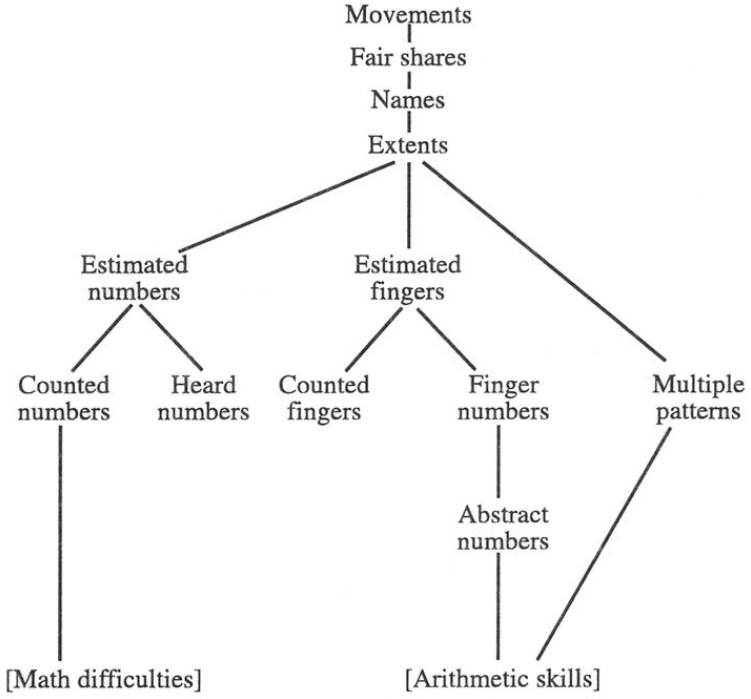 Movements
Fair shares
Names
Extents
Estimated
numbers
Estimated
fingers
Counted
numbers
Heard
numbers
Counted
fingers
Finger
numbers
Multiple
patterns
Abstract
numbers
[Math difficulties]
[Arithmetic skills]